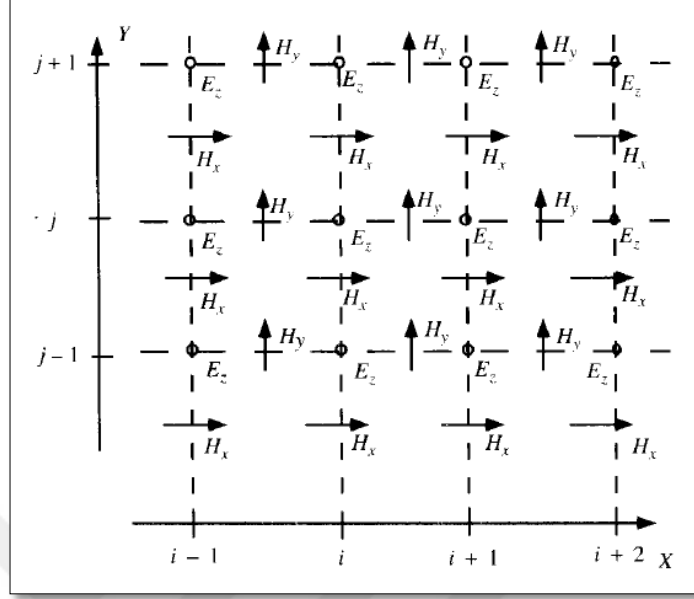 Y
j + 1 H_y H_y H_y
E_z E_z E_z E_z
H_x H_x H_x H_x
· j H_y H_y H_y
E_z E_z E_z E_z
H_x H_x H_x H_x
j – 1 H_y H_y H_y
E_z E_z E_z E_z
H_x H_x H_x H_x
i – 1 i i + 1 i + 2 X